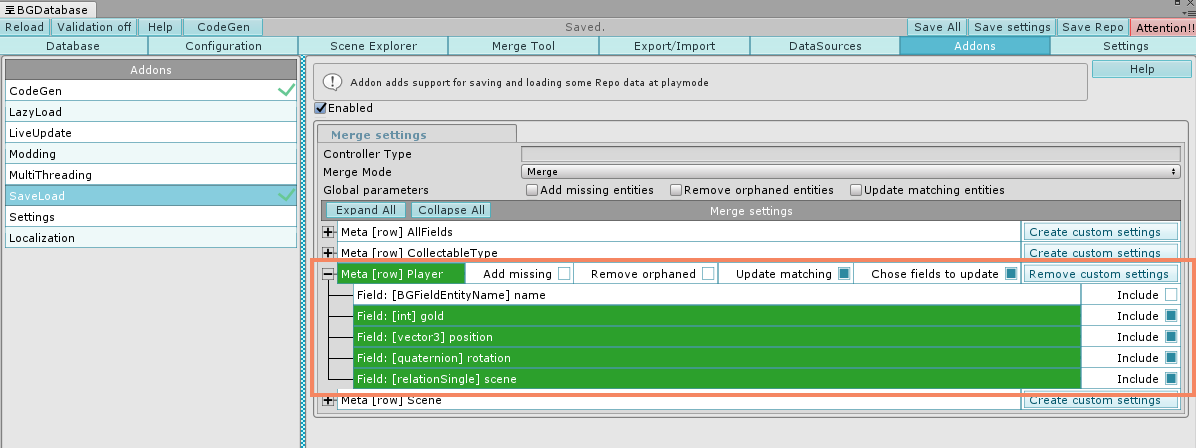 BGDatabase
Reload Validation off Help CodeGen Saved. Save All Save settings Save Repo Attention!!
Database Configuration Scene Explorer Merge Tool Export/Import DataSources Addons Settings
Addons
CodeGen
LazyLoad
LiveUpdate
Modding
MultiThreading
SaveLoad
Settings
Localization
Addon adds support for saving and loading some Repo data at playmode
Help
Enabled
Merge settings
Controller Type
Merge Mode Merge
Global parameters Add missing entities Remove orphaned entities Update matching entities
Expand All Collapse All Merge settings
Meta [row] AllFields Create custom settings
Meta [row] CollectableType Create custom settings
Meta [row] Player Add missing Remove orphaned Update matching Chose fields to update Remove custom settings
Field: [BGFieldEntityName] name Include
Field: [int] gold Include
Field: [vector3] position Include
Field: [quaternion] rotation Include
Field: [relationSingle] scene Include
Meta [row] Scene Create custom settings